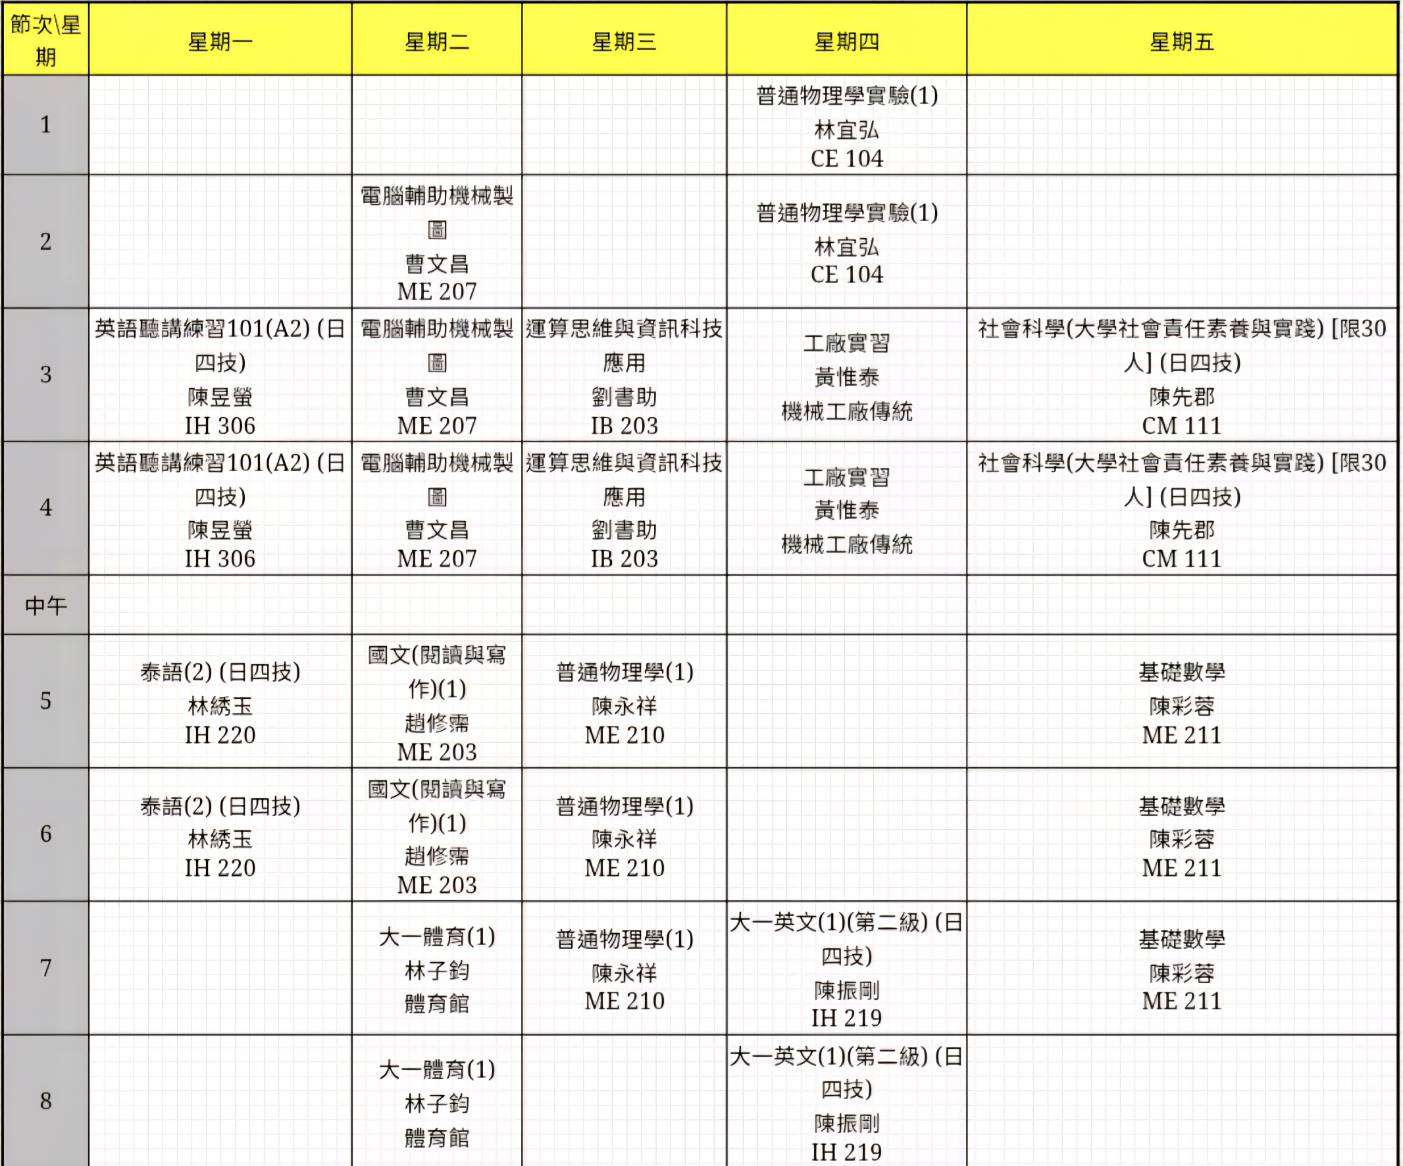 節次\星期
星期一
星期二
星期三
星期四
星期五
1
普通物理學實驗(1)
林宜弘
CE 104
2
電腦輔助機械製
圖
曹文昌
ME 207
普通物理學實驗(1)
林宜弘
CE 104
3
英語聽講練習101(A2) (日
四技)
陳昱螢
IH 306
電腦輔助機械製
圖
曹文昌
ME 207
運算思維與資訊科技
應用
劉書助
IB 203
工廠實習
黃惟泰
機械工廠傳統
社會科學(大學社會責任素養與實踐) [限30
人] (日四技)
陳先郡
CM 111
4
英語聽講練習101(A2) (日
四技)
陳昱螢
IH 306
電腦輔助機械製
圖
曹文昌
ME 207
運算思維與資訊科技
應用
劉書助
IB 203
工廠實習
黃惟泰
機械工廠傳統
社會科學(大學社會責任素養與實踐) [限30
人] (日四技)
陳先郡
CM 111
中午
5
泰語(2) (日四技)
林綉玉
IH 220
國文(閱讀與寫
作)(1)
趙修霈
ME 203
普通物理學(1)
陳永祥
ME 210
基礎數學
陳彩蓉
ME 211
6
泰語(2) (日四技)
林綉玉
IH 220
國文(閱讀與寫
作)(1)
趙修霈
ME 203
普通物理學(1)
陳永祥
ME 210
基礎數學
陳彩蓉
ME 211
7
大一體育(1)
林子鈞
體育館
普通物理學(1)
陳永祥
ME 210
大一英文(1)(第二級) (日
四技)
陳振剛
IH 219
基礎數學
陳彩蓉
ME 211
8
大一體育(1)
林子鈞
體育館
大一英文(1)(第二級) (日
四技)
陳振剛
IH 219